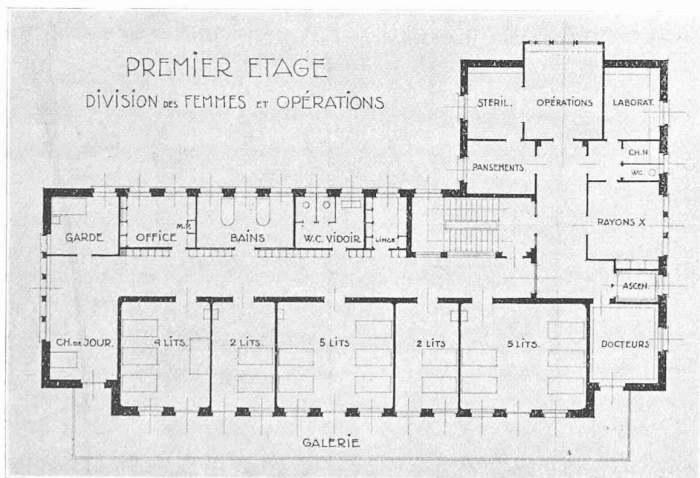 PREMIER ETAGE
DIVISION DES FEMMES ET OPÉRATIONS
STERIL.
OPÉRATIONS
LABORAT.
PANSEMENTS
CH.N
W.C.
RAYONS X
GARDE
OFFICE
M.P.
BAINS
W.C. VIDOIR
LINGE
ASCEN.
CH. DE JOUR.
4 LITS.
2 LITS.
5 LITS
2 LITS
5 LITS.
DOCTEURS
GALERIE